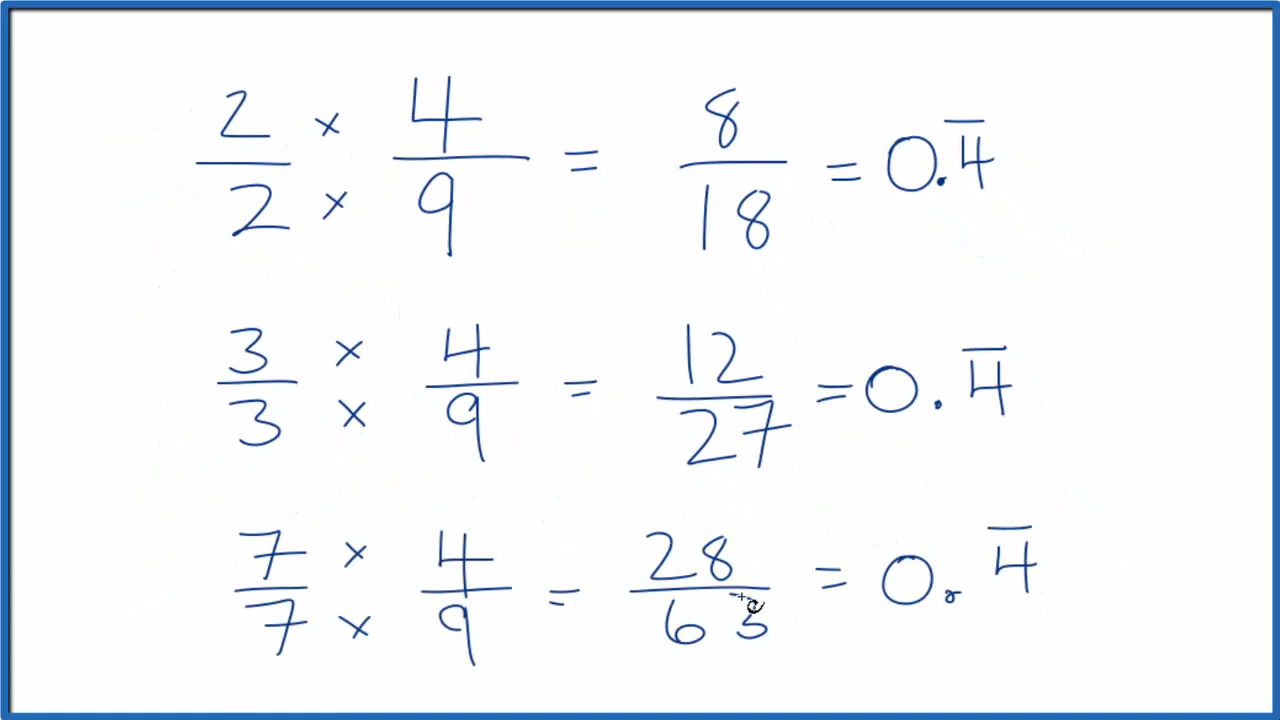 2/2 × 4/9 = 8/18 = 0.4̅
3/3 × 4/9 = 12/27 = 0.4̅
7/7 × 4/9 = 28/63 = 0.4̅